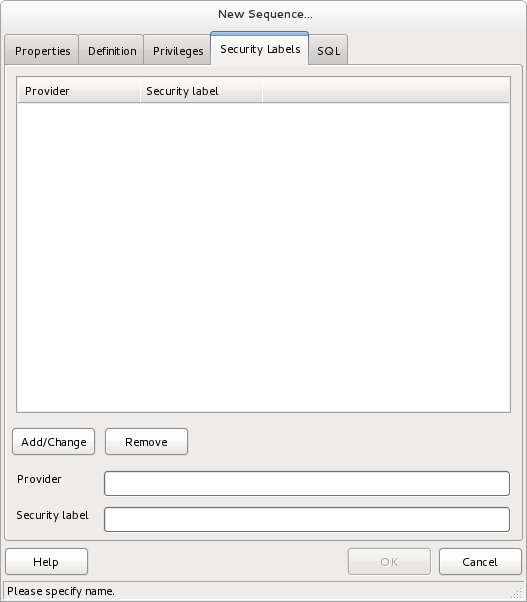 New Sequence...
Properties Definition Privileges Security Labels SQL
Provider Security label
Add/Change Remove
Provider
Security label
Help OK Cancel
Please specify name.